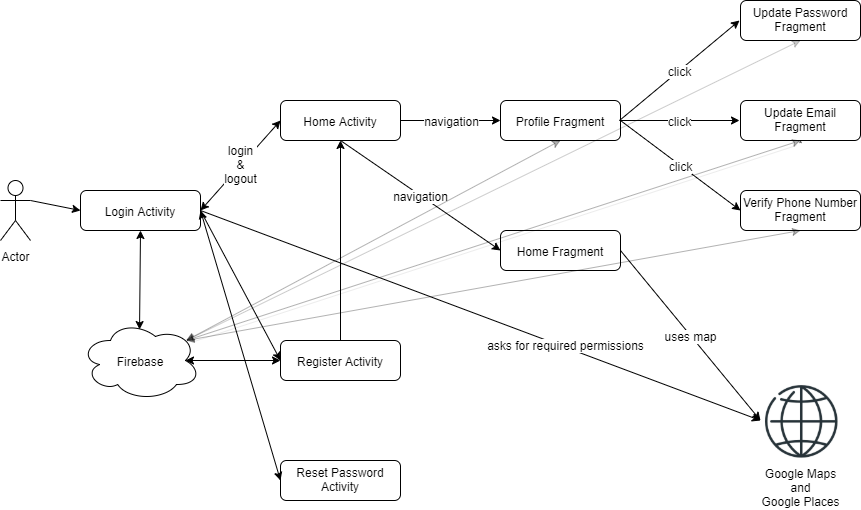 Update Password
Fragment
click
Home Activity
navigation
Profile Fragment
click
Update Email
Fragment
login
&
logout
click
navigation
Login Activity
Verify Phone Number
Fragment
Actor
Home Fragment
asks for required permissions
uses map
Firebase
Register Activity
Reset Password
Activity
Google Maps
and
Google Places